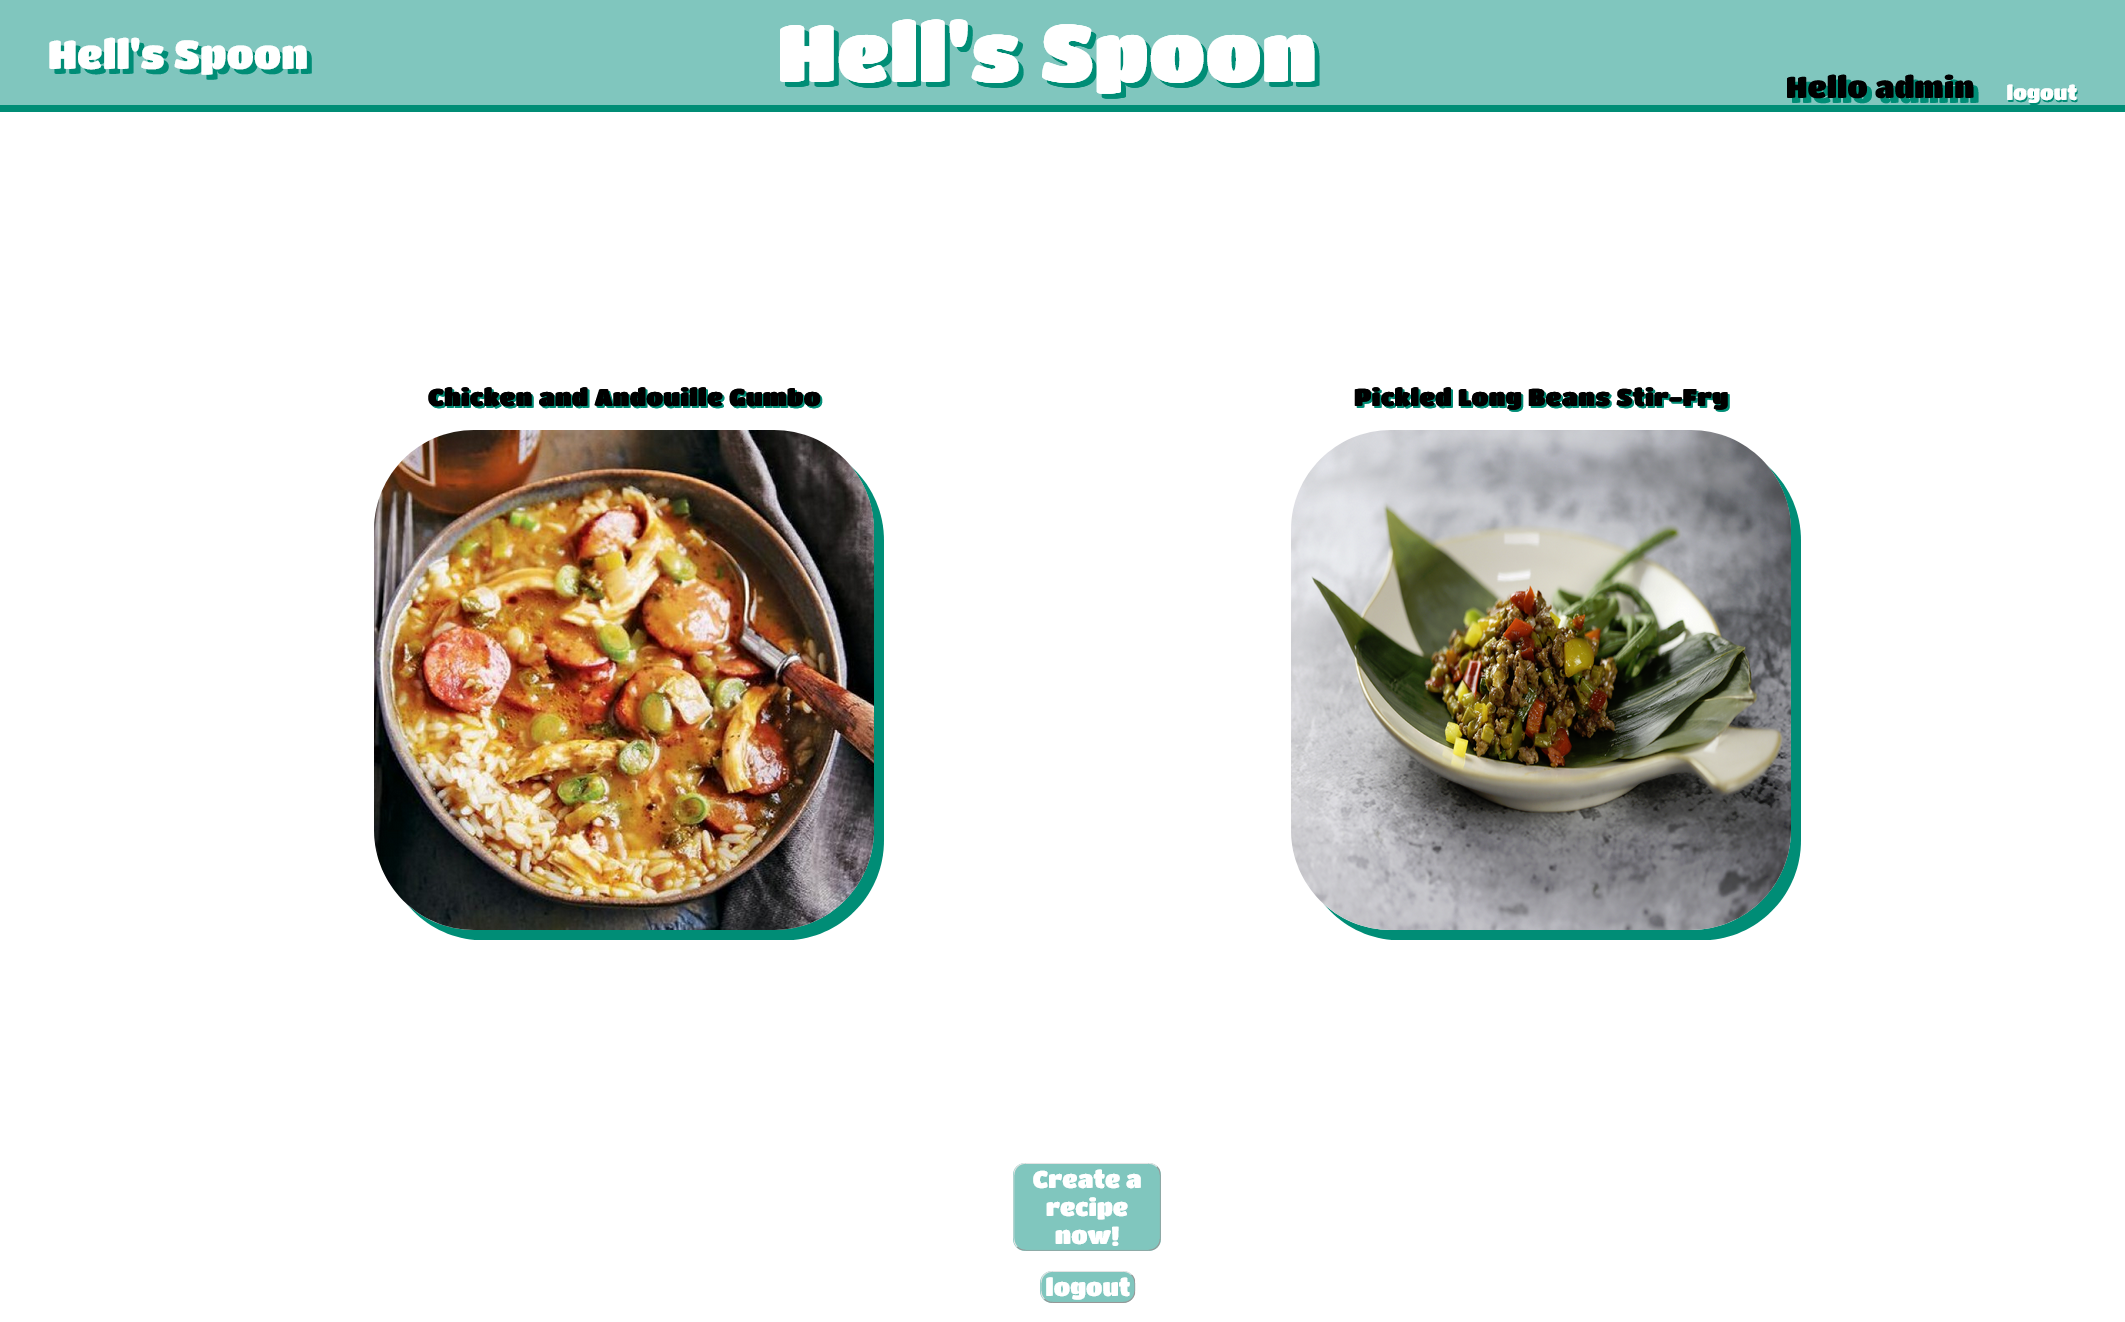 Hell's Spoon
Hell's Spoon
Hello admin
logout
Chicken and Andouille Gumbo
Pickled Long Beans Stir-Fry
Create a
recipe
now!
logout